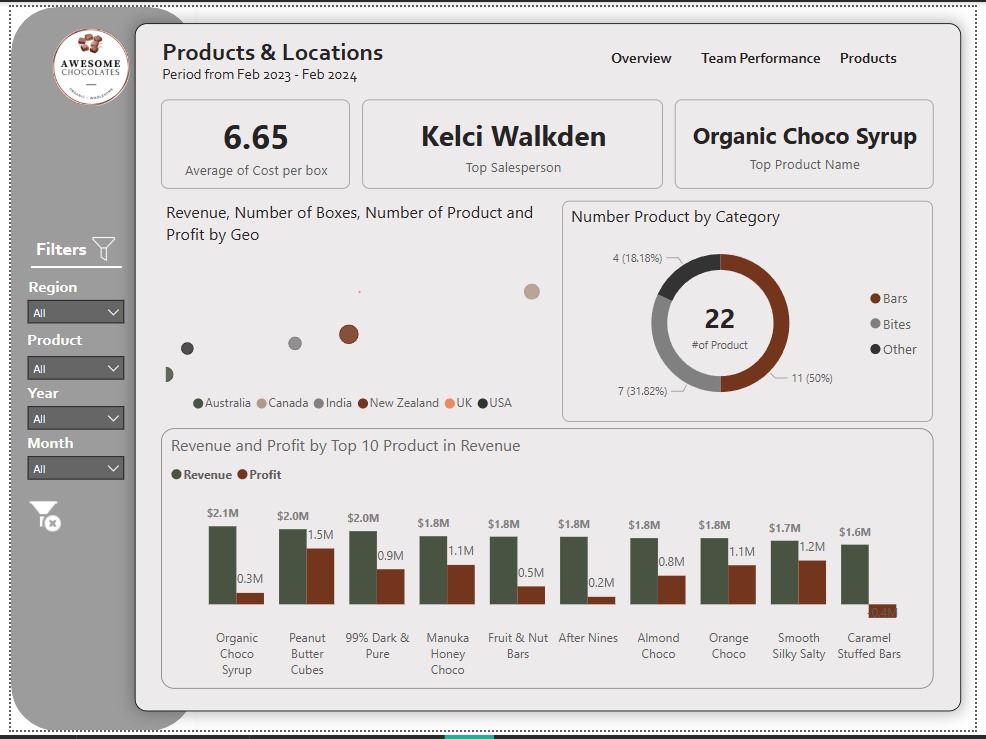 AWESOME
CHOCOLATES
Products & Locations
Period from Feb 2023 - Feb 2024
Overview
Team Performance
Products
6.65
Average of Cost per box
Kelci Walkden
Top Salesperson
Organic Choco Syrup
Top Product Name
Filters
Region
All
Product
All
Year
All
Month
All
Revenue, Number of Boxes, Number of Product and
Profit by Geo
Australia
Canada
India
New Zealand
UK
USA
Number Product by Category
4 (18.18%)
22
#of Product
7 (31.82%)
11 (50%)
Bars
Bites
Other
Revenue and Profit by Top 10 Product in Revenue
Revenue
Profit
$2.1M
0.3M
$2.0M
1.5M
$2.0M
0.9M
$1.8M
1.1M
$1.8M
0.5M
$1.8M
0.2M
$1.8M
0.8M
$1.8M
1.1M
$1.7M
1.2M
$1.6M
-0.4M
Organic
Choco
Syrup
Peanut
Butter
Cubes
99% Dark &
Pure
Manuka
Honey
Choco
Fruit & Nut
Bars
After Nines
Almond
Choco
Orange
Choco
Smooth
Silky Salty
Caramel
Stuffed Bars